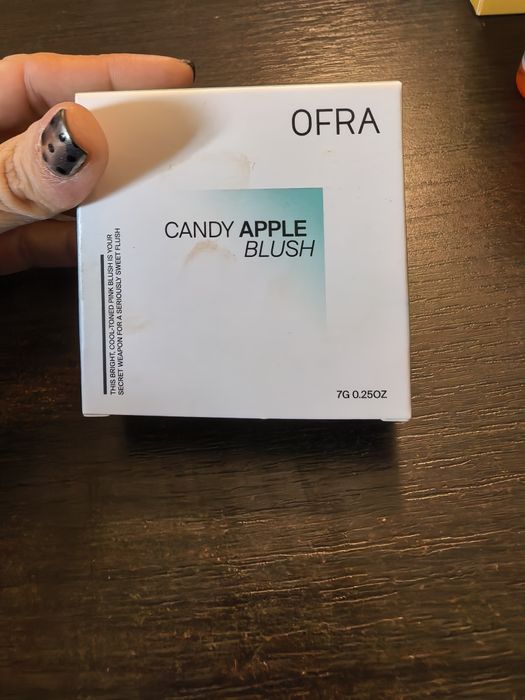 OFRA
CANDY APPLE
BLUSH
THIS BRIGHT, COOL-TONED PINK BLUSH IS YOUR
SECRET WEAPON FOR A SERIOUSLY SWEET FLUSH
7G 0.25OZ